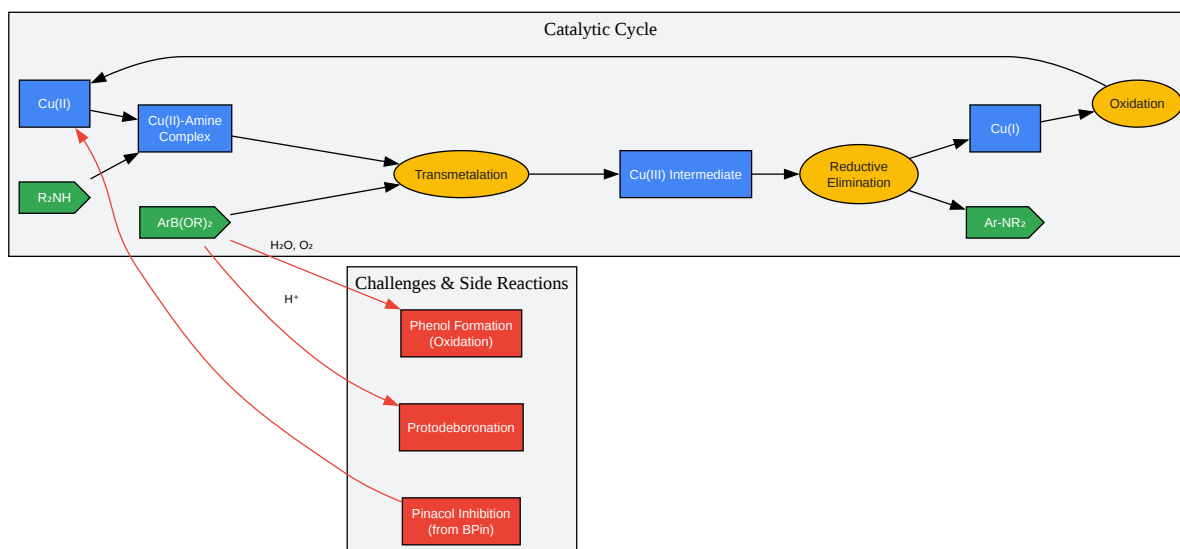 Catalytic Cycle
Cu(II)
Cu(II)-Amine
Complex
R₂NH
ArB(OR)₂
Transmetalation
Cu(III) Intermediate
Reductive
Elimination
Cu(I)
Ar-NR₂
Oxidation
H₂O, O₂
H⁺
Challenges & Side Reactions
Phenol Formation
(Oxidation)
Protodeboronation
Pinacol Inhibition
(from BPin)